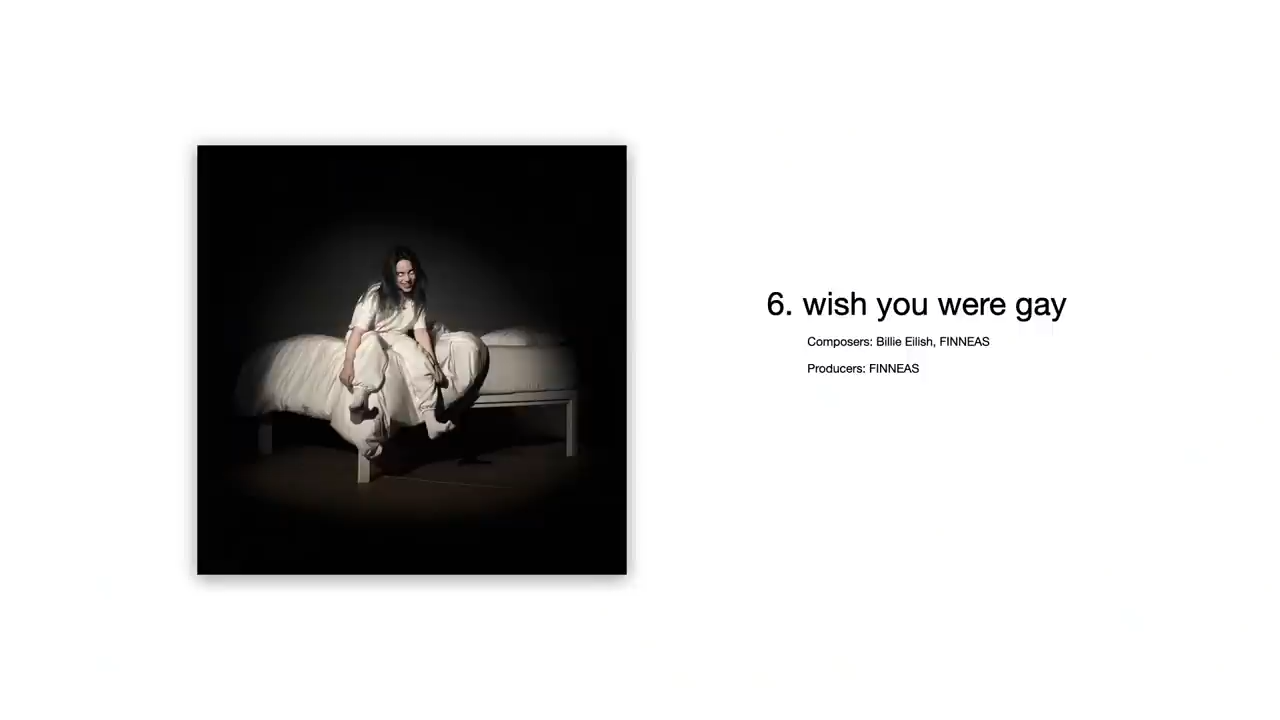 6. wish you were gay
Composers: Billie Eilish, FINNEAS
Producers: FINNEAS